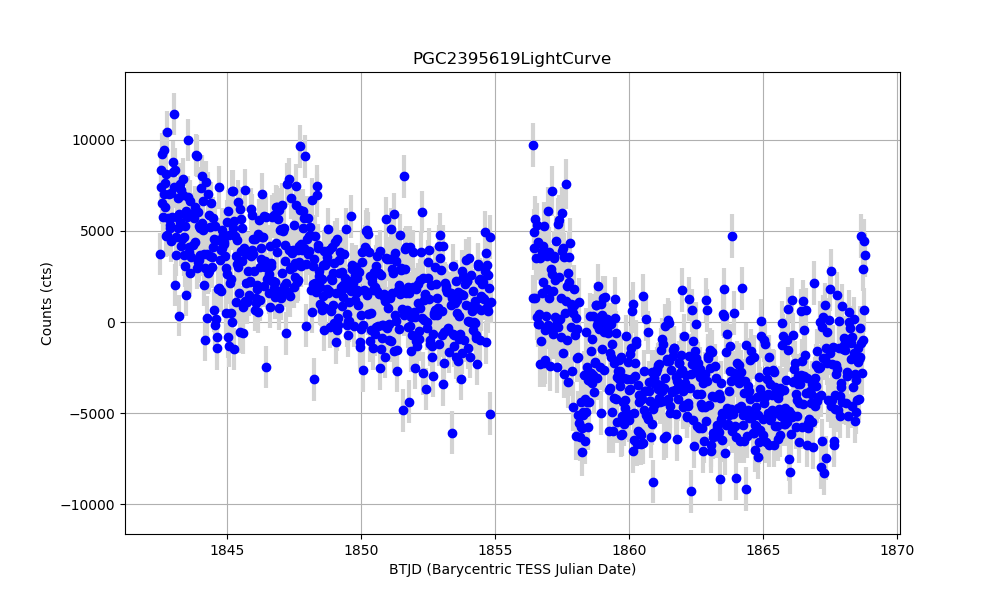 PGC2395619LightCurve
10000
5000
0
−5000
−10000
Counts (cts)
1845 1850 1855 1860 1865 1870
BTJD (Barycentric TESS Julian Date)